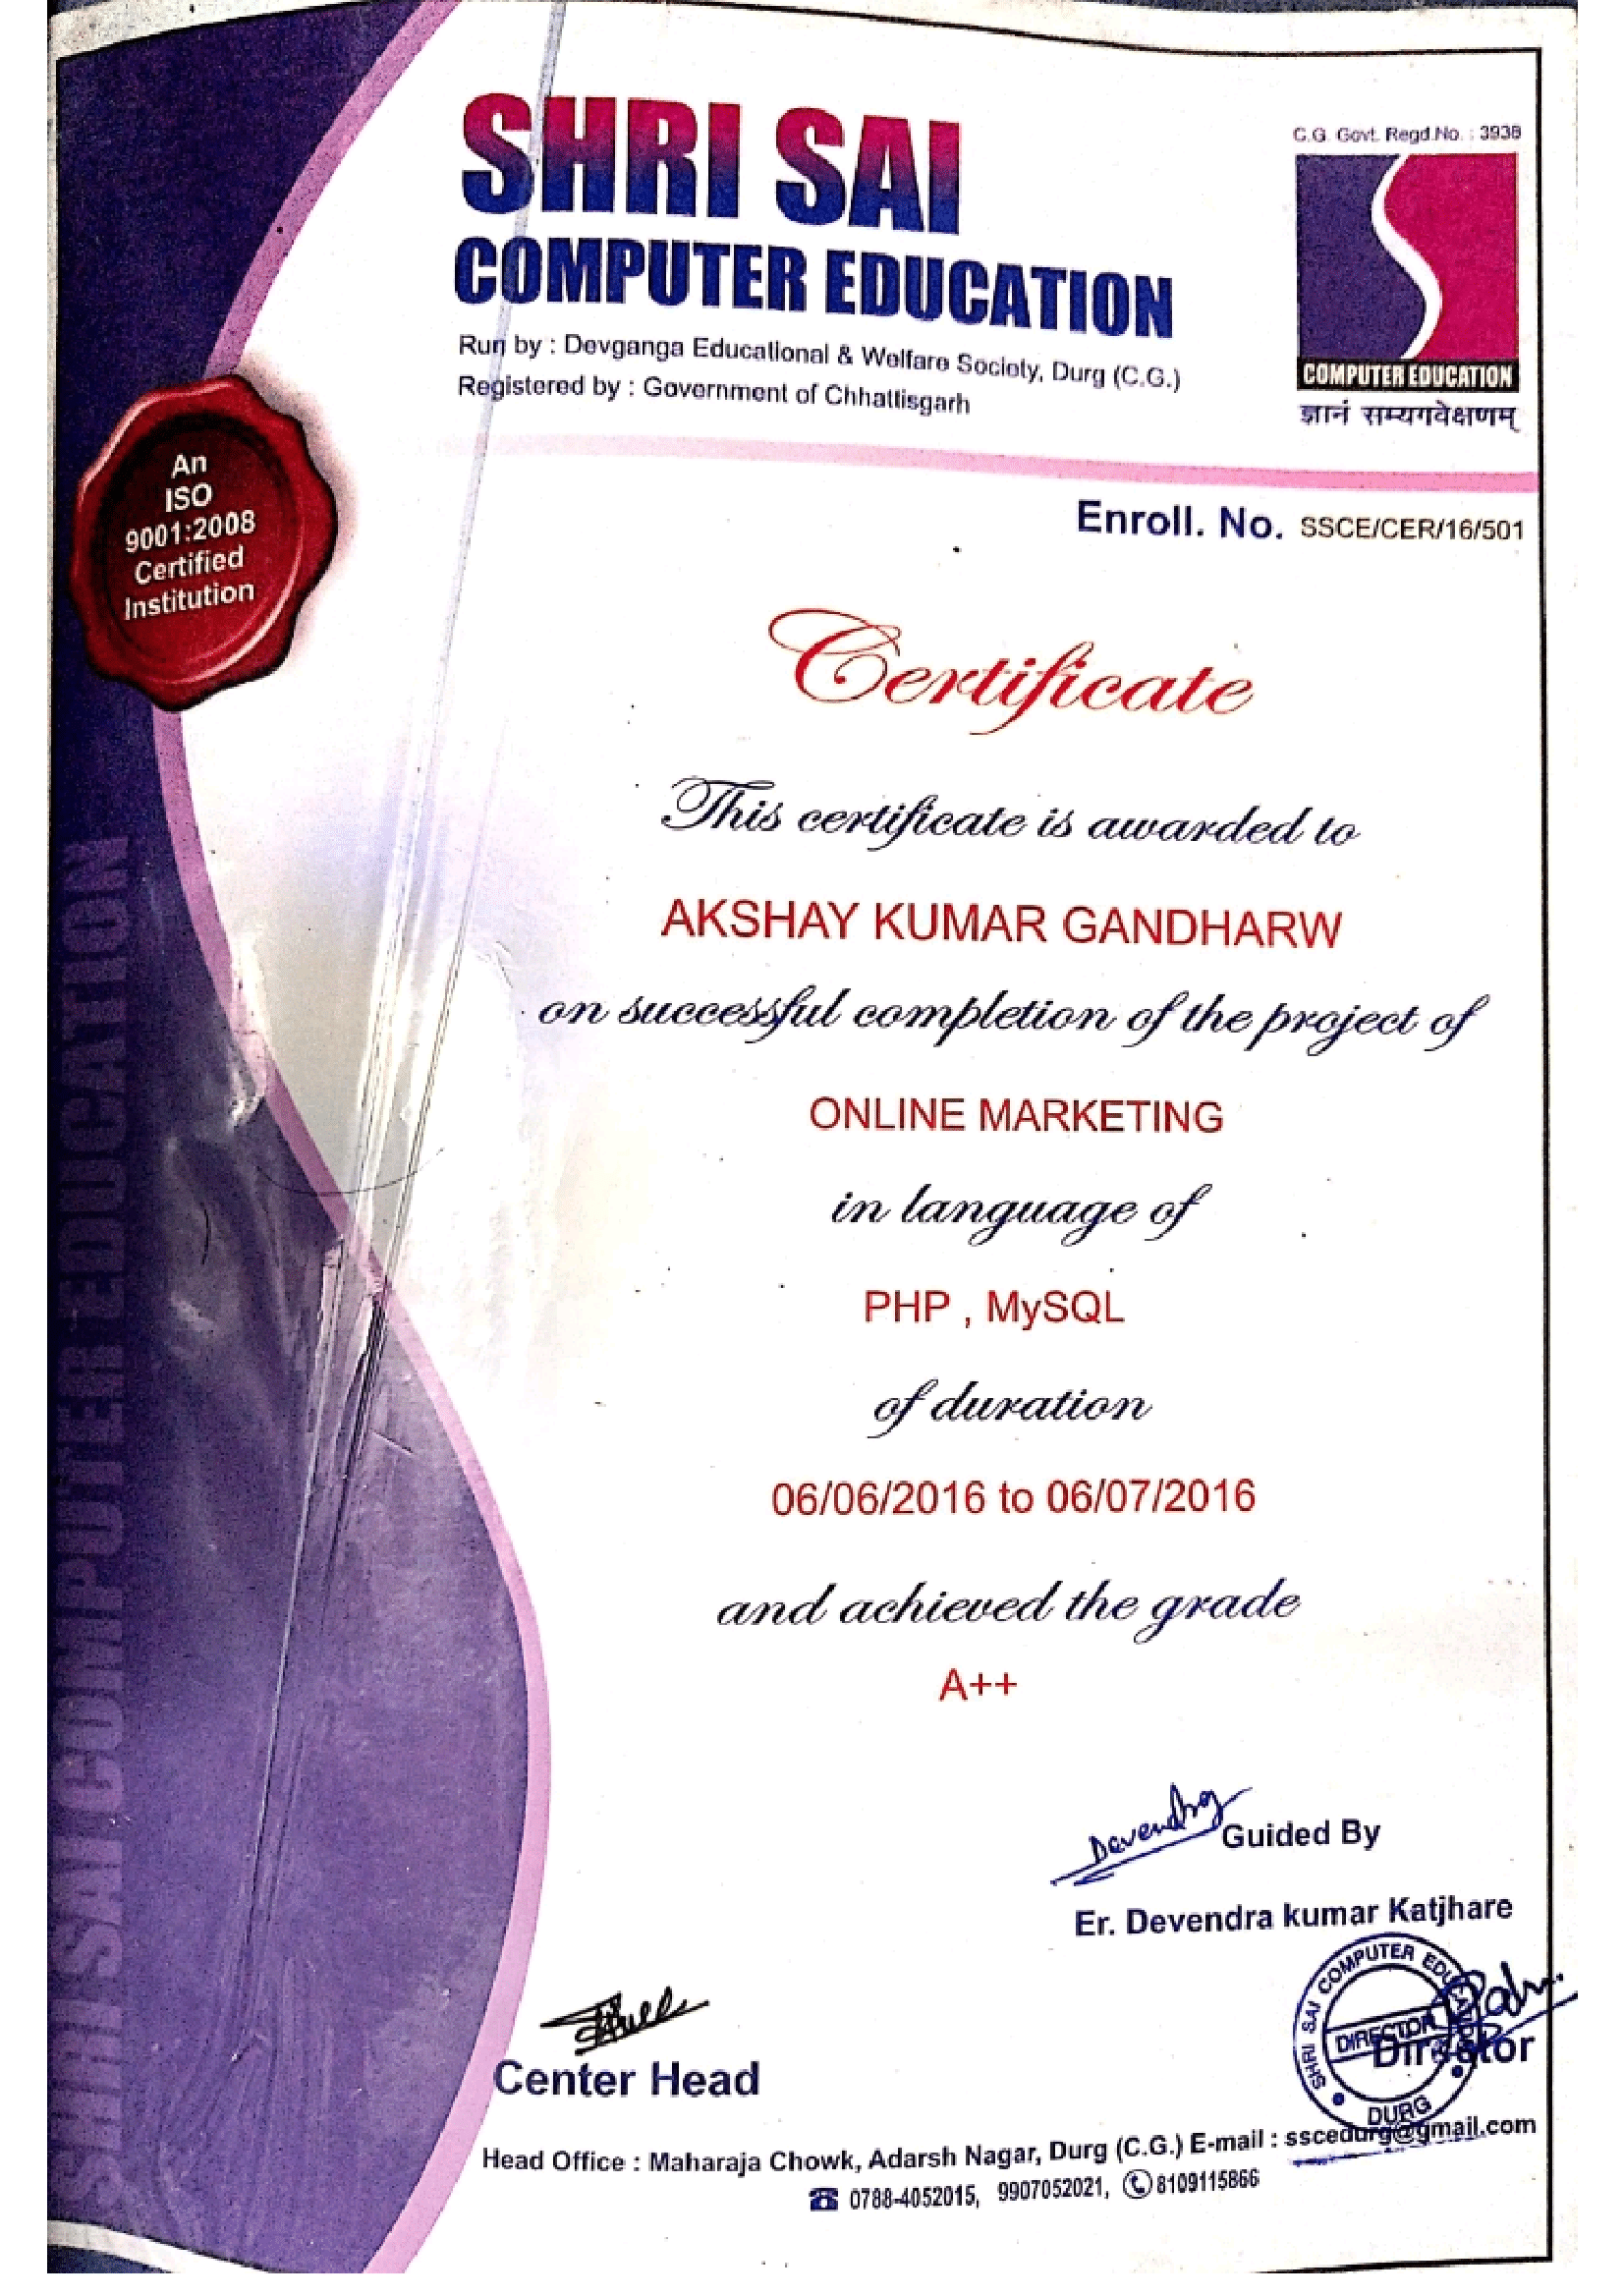 SHRI SAI
COMPUTER EDUCATION
Run by : Devganga Educational & Welfare Society, Durg (C.G.)
Registered by : Government of Chhattisgarh
C.G. Govt. Regd.No. : 3938
COMPUTER EDUCATION
ज्ञानं सम्यगवेक्षणम्
An
ISO
9001:2008
Certified
Institution
Enroll. No. SSCE/CER/16/501
Certificate
This certificate is awarded to
AKSHAY KUMAR GANDHARW
on successful completion of the project of
ONLINE MARKETING
in language of
PHP , MySQL
of duration
06/06/2016 to 06/07/2016
and achieved the grade
A++
Devendra
Guided By
Er. Devendra kumar Katjhare
SHRI SAI COMPUTER EDUCATION
DIRECTOR
DURG
Center Head
Director
Head Office : Maharaja Chowk, Adarsh Nagar, Durg (C.G.) E-mail : sscedurg@gmail.com
0788-4052015, 9907052021, 8109115866
SHRI SAI COMPUTER EDUCATION